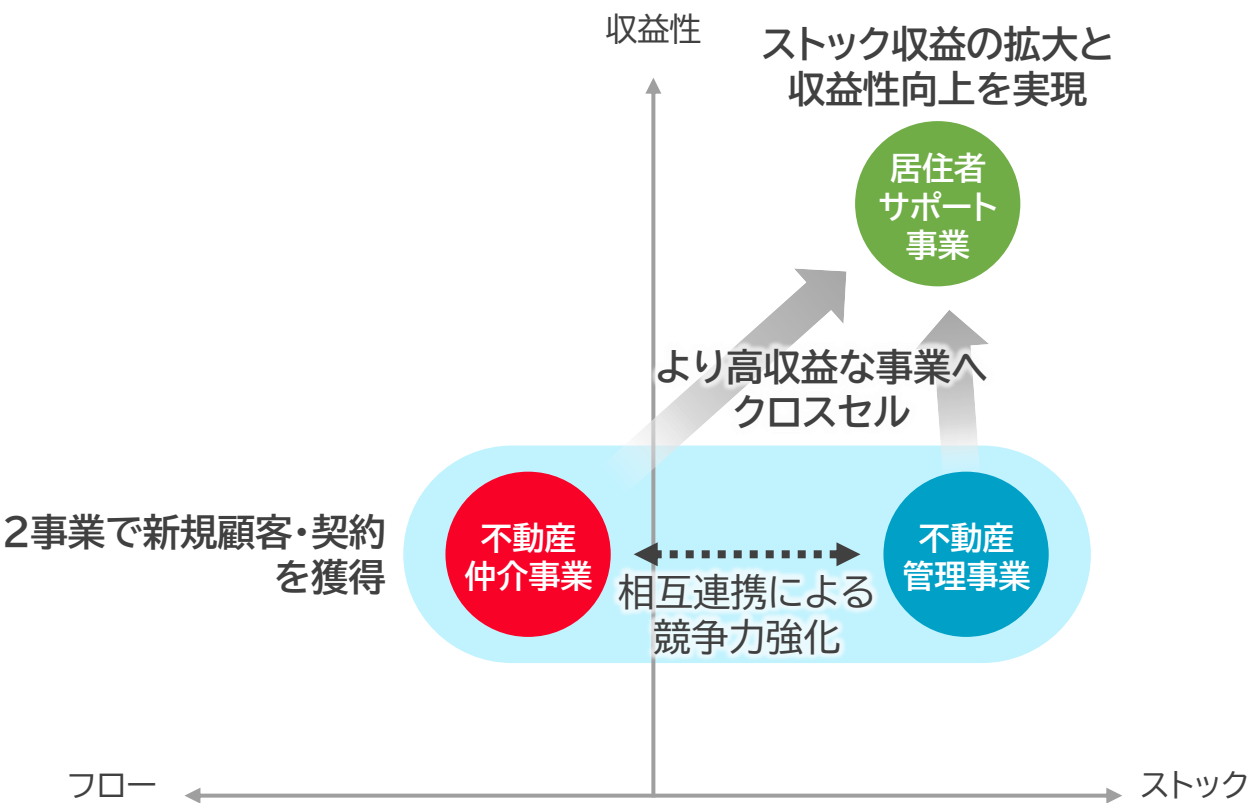 収益性
ストック収益の拡大と
収益性向上を実現
居住者
サポート
事業
より高収益な事業へ
クロスセル
2事業で新規顧客・契約
を獲得
不動産
仲介事業
相互連携による
競争力強化
不動産
管理事業
フロー
ストック